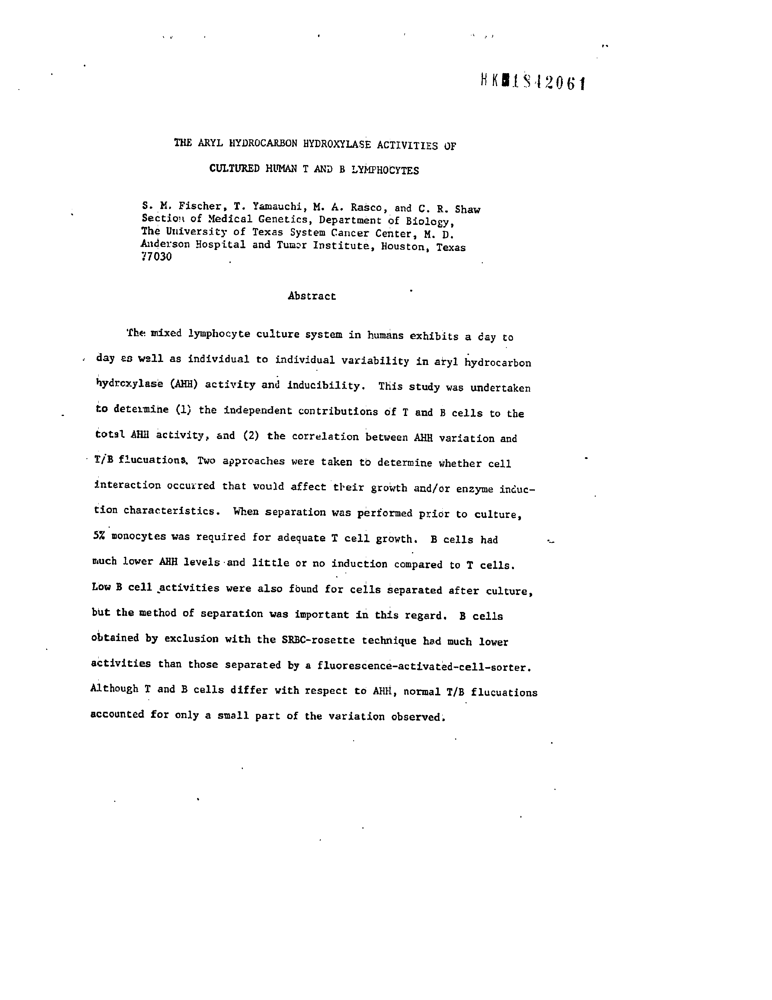 HK■1842061
THE ARYL HYDROCARBON HYDROXYLASE ACTIVITIES OF
CULTURED HUMAN T AND B LYMPHOCYTES
S. M. Fischer, T. Yamauchi, M. A. Rasco, and C. R. Shaw
Section of Medical Genetics, Department of Biology,
The University of Texas System Cancer Center, M. D.
Anderson Hospital and Tumor Institute, Houston, Texas
77030
Abstract
The mixed lymphocyte culture system in humans exhibits a day to
day as well as individual to individual variability in aryl hydrocarbon
hydroxylase (AHH) activity and inducibility. This study was undertaken
to determine (1) the independent contributions of T and B cells to the
total AHH activity, and (2) the correlation between AHH variation and
T/B flucuations. Two approaches were taken to determine whether cell
interaction occurred that would affect their growth and/or enzyme induc-
tion characteristics. When separation was performed prior to culture,
5% monocytes was required for adequate T cell growth. B cells had
much lower AHH levels and little or no induction compared to T cells.
Low B cell activities were also found for cells separated after culture,
but the method of separation was important in this regard. B cells
obtained by exclusion with the SRBC-rosette technique had much lower
activities than those separated by a fluorescence-activated-cell-sorter.
Although T and B cells differ with respect to AHH, normal T/B flucuations
accounted for only a small part of the variation observed.